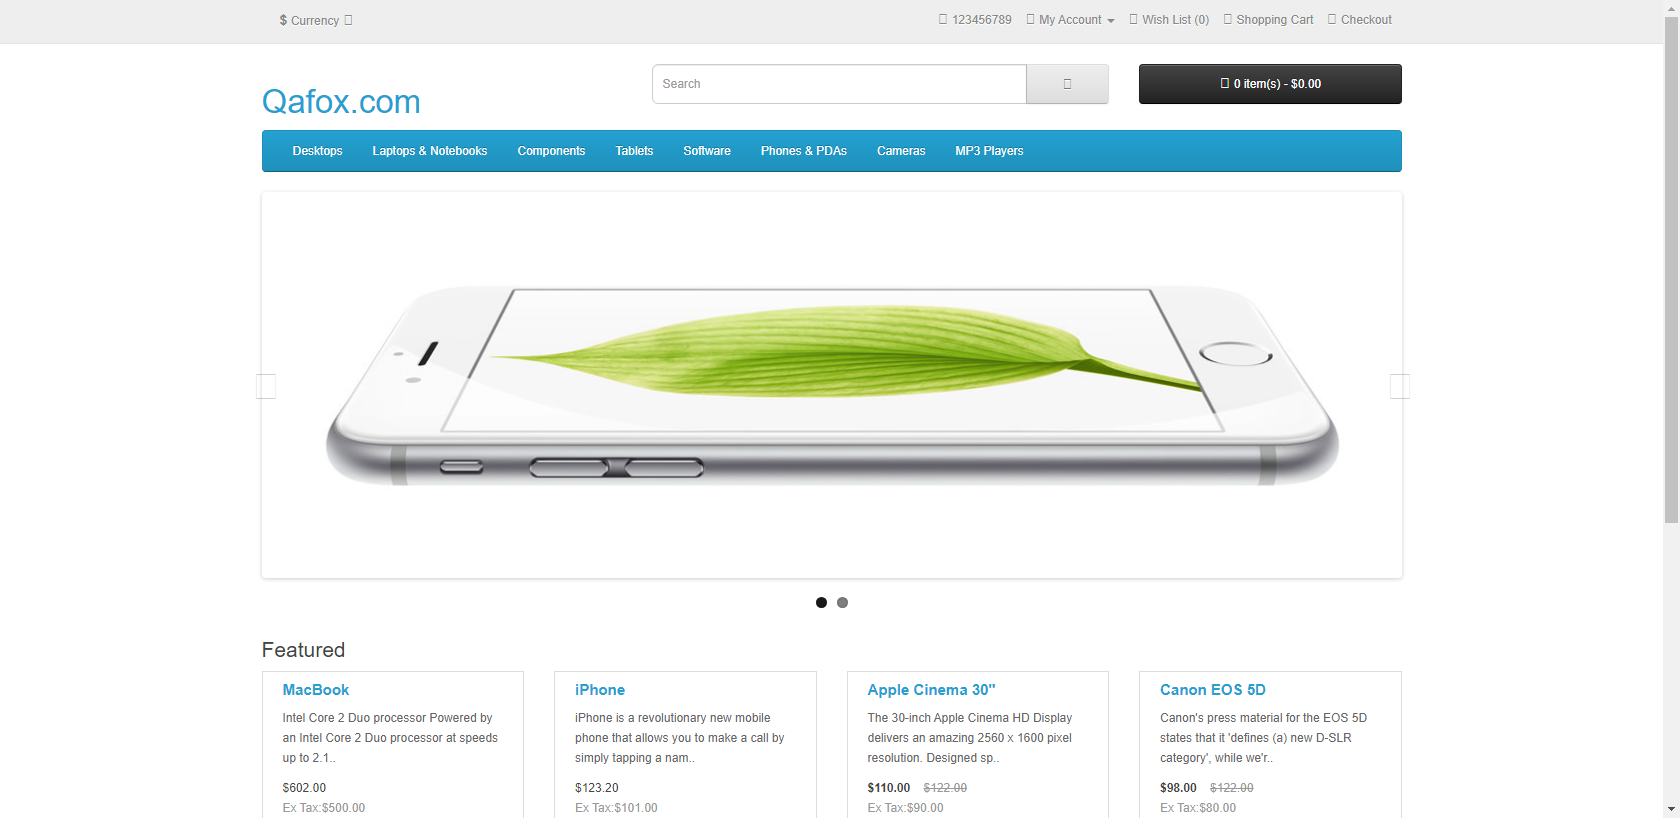 $ Currency
123456789 My Account Wish List (0) Shopping Cart Checkout
Qafox.com
Search
0 item(s) - $0.00
Desktops Laptops & Notebooks Components Tablets Software Phones & PDAs Cameras MP3 Players
Featured
MacBook
Intel Core 2 Duo processor Powered by
an Intel Core 2 Duo processor at speeds
up to 2.1..
$602.00
Ex Tax:$500.00
iPhone
iPhone is a revolutionary new mobile
phone that allows you to make a call by
simply tapping a nam..
$123.20
Ex Tax:$101.00
Apple Cinema 30"
The 30-inch Apple Cinema HD Display
delivers an amazing 2560 x 1600 pixel
resolution. Designed sp..
$110.00 $122.00
Ex Tax:$90.00
Canon EOS 5D
Canon's press material for the EOS 5D
states that it 'defines (a) new D-SLR
category', while we'r..
$98.00 $122.00
Ex Tax:$80.00